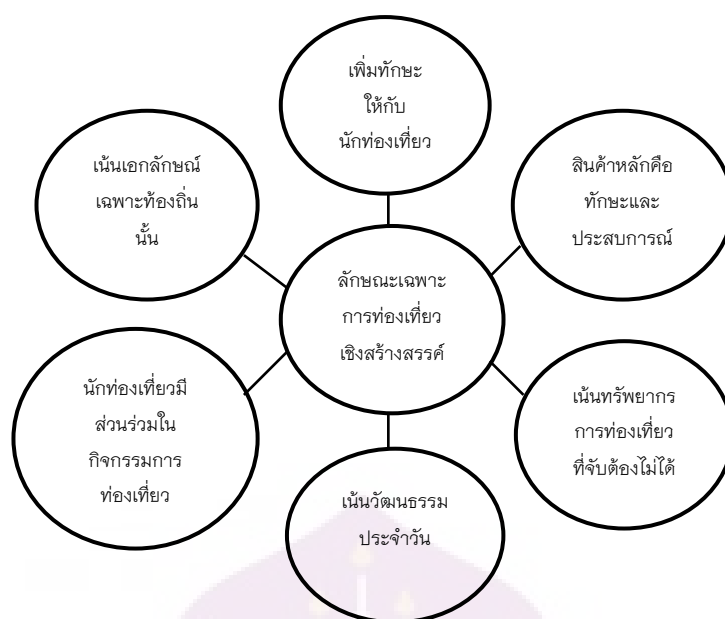 เพิ่มทักษะ
ให้กับ
นักท่องเที่ยว
เน้นเอกลักษณ์
เฉพาะท้องถิ่น
นั้น
สินค้าหลักคือ
ทักษะและ
ประสบการณ์
ลักษณะเฉพาะ
การท่องเที่ยว
เชิงสร้างสรรค์
นักท่องเที่ยวมี
ส่วนร่วมใน
กิจกรรมการ
ท่องเที่ยว
เน้นทรัพยากร
การท่องเที่ยว
ที่จับต้องไม่ได้
เน้นวัฒนธรรม
ประจำวัน